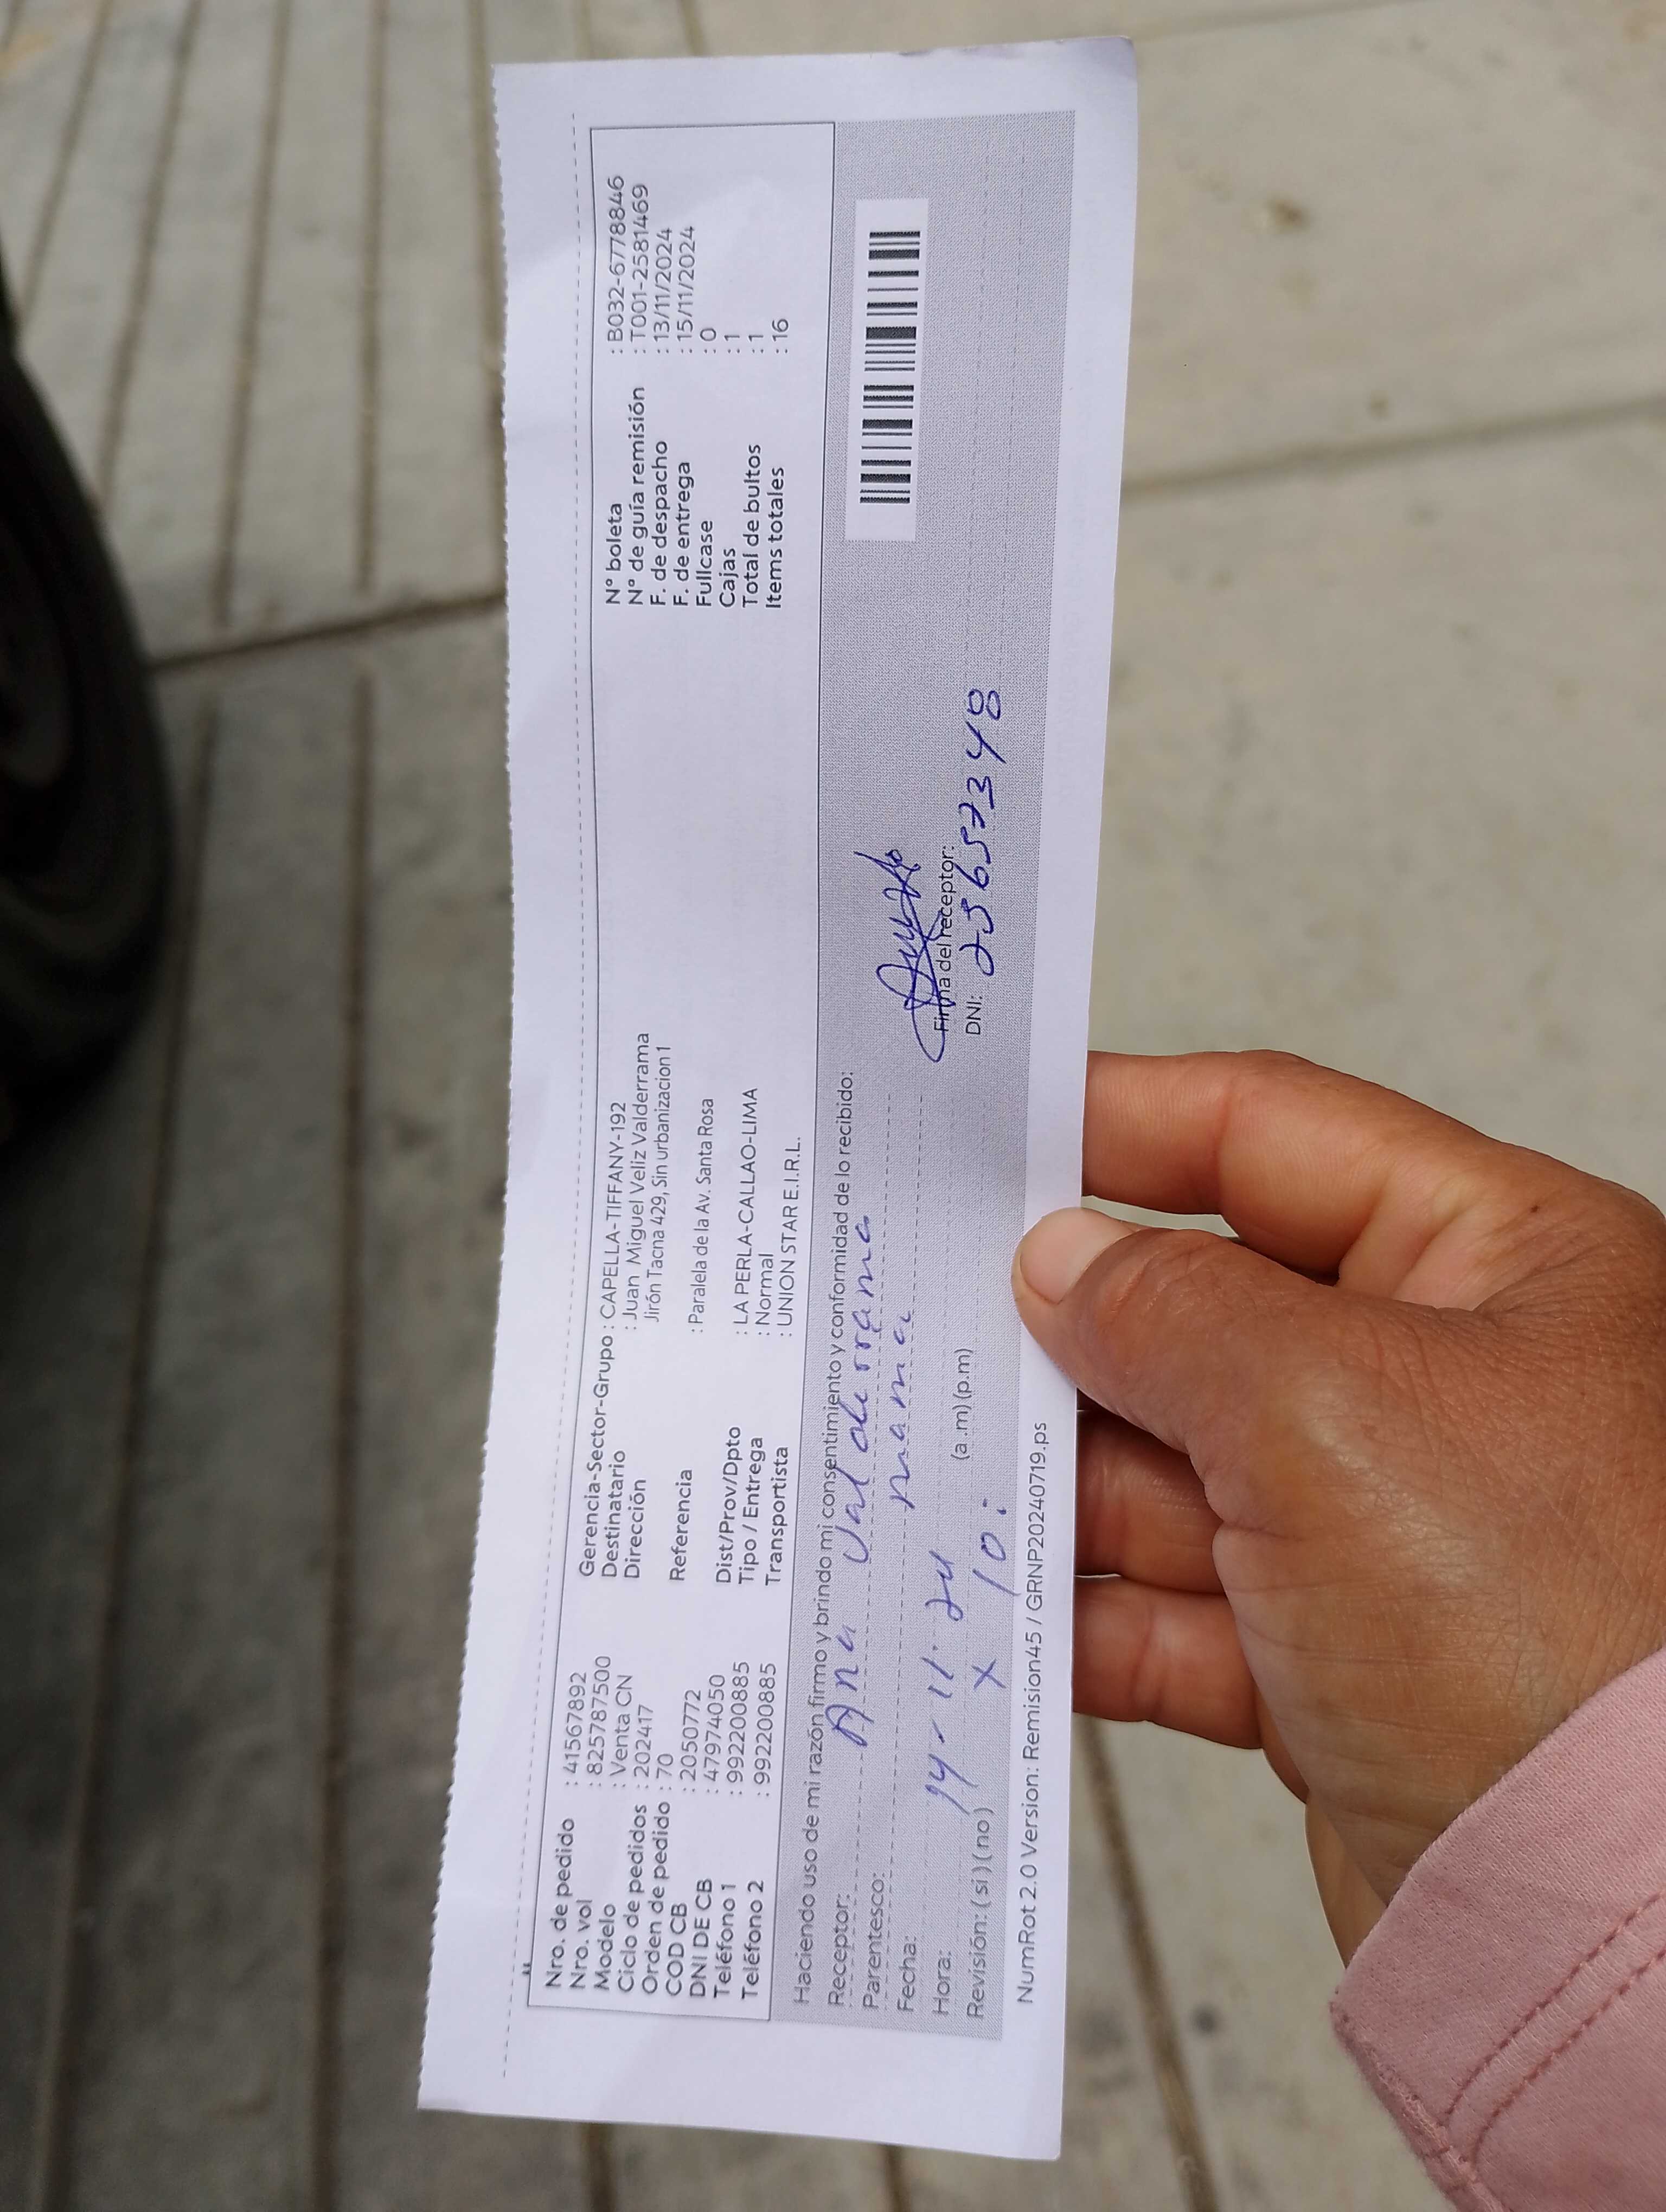 Nro. de pedido : 41567892
Nro. vol : 825787500
Modelo : Venta CN
Ciclo de pedidos : 202417
Orden de pedido : 70
COD CB : 2050772
DNI DE CB : 47974050
Teléfono 1 : 992200885
Teléfono 2 : 992200885
Gerencia-Sector-Grupo : CAPELLA-TIFFANY-192
Destinatario : Juan Miguel Veliz Valderrama
Dirección Jirón Tacna 429, Sin urbanizacion 1
Referencia : Paralela de la Av. Santa Rosa
Dist/Prov/Dpto : LA PERLA-CALLAO-LIMA
Tipo / Entrega : Normal
Transportista : UNION STAR E.I.R.L.
N° boleta : B032-6778846
N° de guía remisión : T001-2581469
F. de despacho : 13/11/2024
F. de entrega : 15/11/2024
Fullcase : 0
Cajas : 1
Total de bultos : 1
Items totales : 16
Haciendo uso de mi razón firmo y brindo mi consentimiento y conformidad de lo recibido:
Receptor: Ana Valderrama
Parentesco: mama
Fecha: 14-11-24
Hora: 10: (a.m) (p.m)
Revisión: (si) (no) x
Firma del receptor:
DNI: 25657348
NumRot 2.0 Version: Remision45 / GRNP20240719.ps